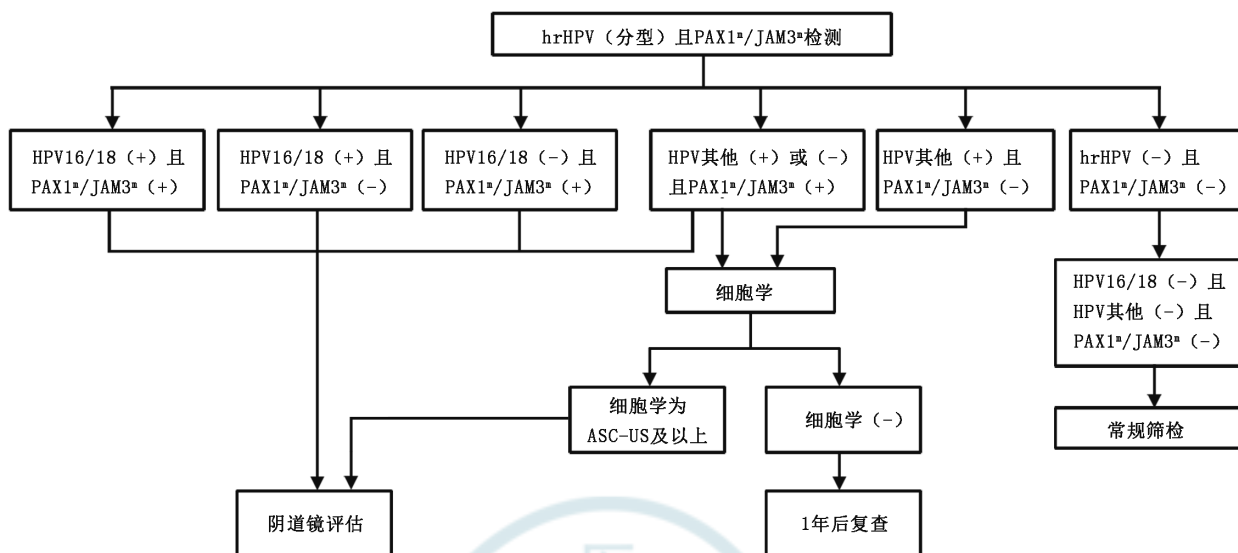 hrHPV（分型）且PAX1ᵐ/JAM3ᵐ检测
HPV16/18（+）且
PAX1ᵐ/JAM3ᵐ（+）
HPV16/18（+）且
PAX1ᵐ/JAM3ᵐ（-）
HPV16/18（-）且
PAX1ᵐ/JAM3ᵐ（+）
HPV其他（+）或（-）
且PAX1ᵐ/JAM3ᵐ（+）
HPV其他（+）且
PAX1ᵐ/JAM3ᵐ（-）
hrHPV（-）且
PAX1ᵐ/JAM3ᵐ（-）
细胞学
HPV16/18（-）且
HPV其他（-）且
PAX1ᵐ/JAM3ᵐ（-）
细胞学为
ASC-US及以上
细胞学（-）
常规筛检
阴道镜评估
1年后复查